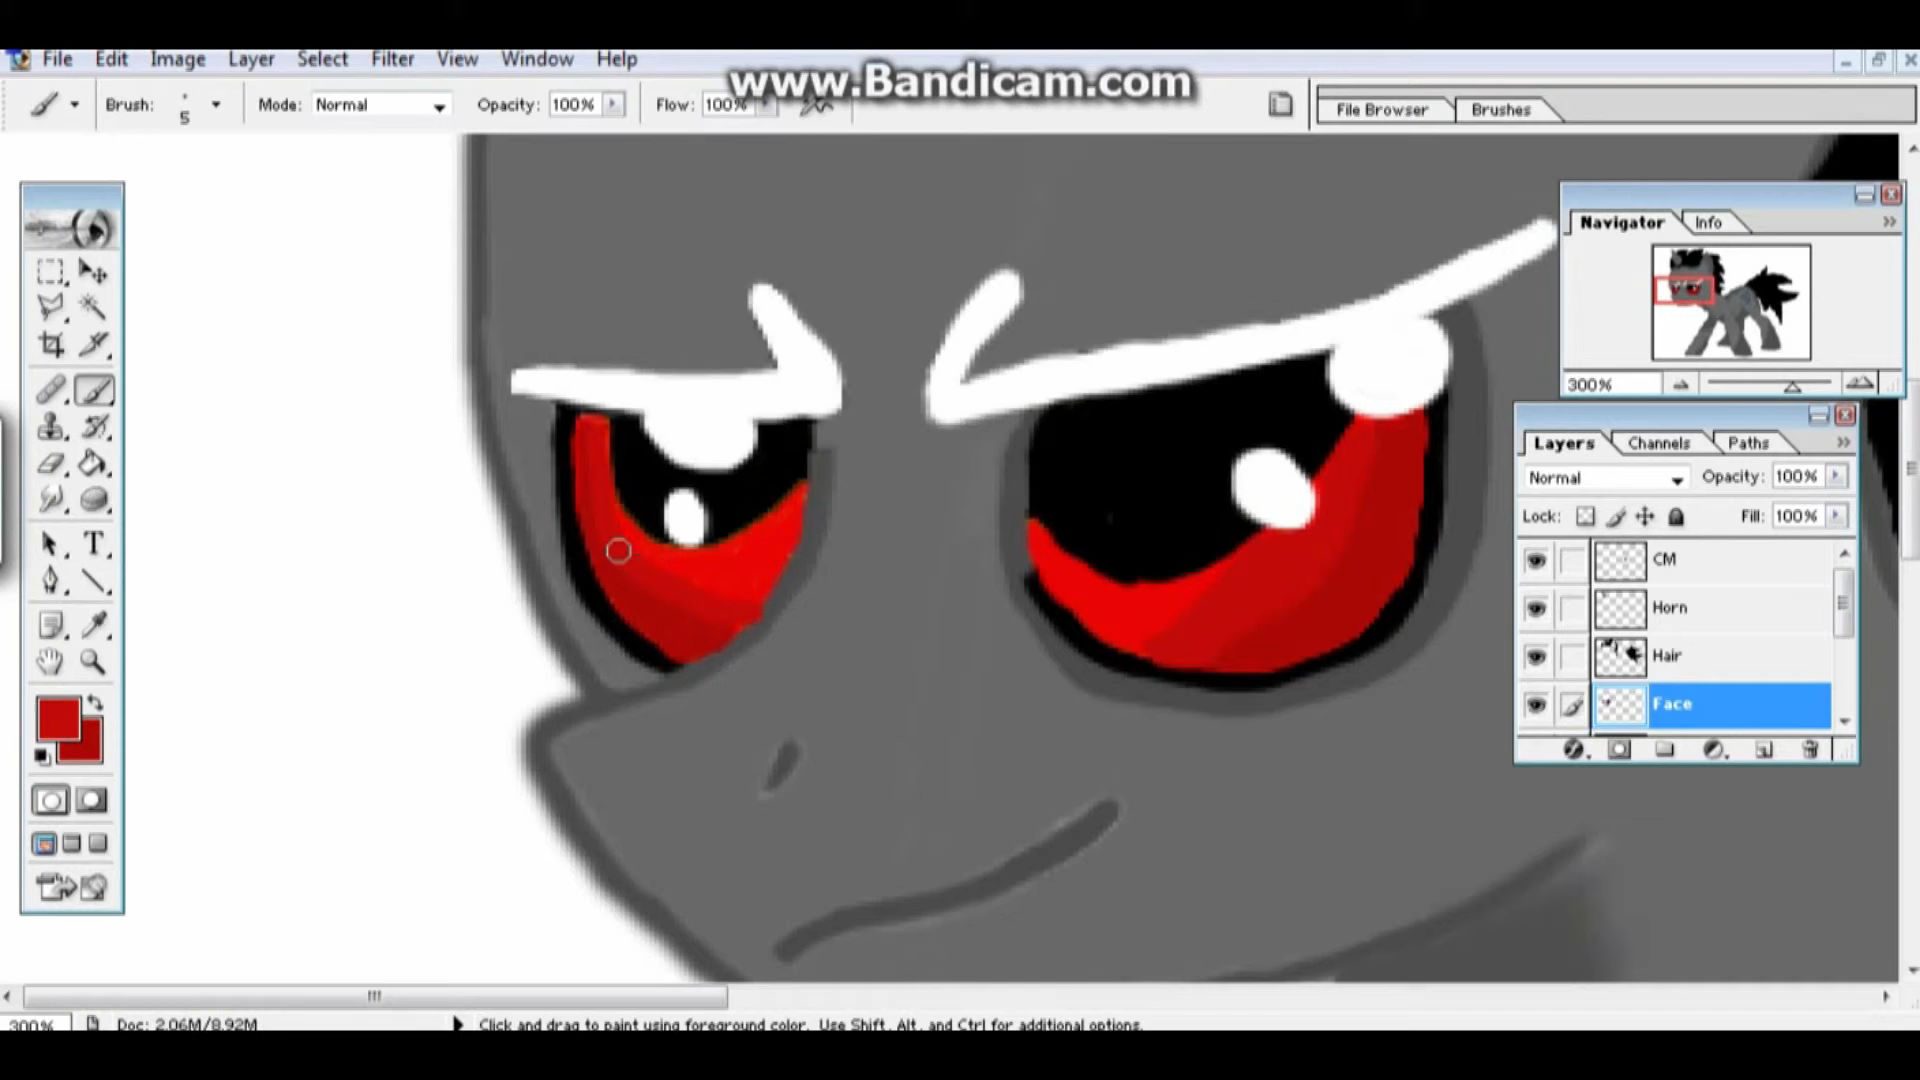 File Edit Image Layer Select Filter View Window Help
www.Bandicam.com
Brush: 5 Mode: Normal Opacity: 100% Flow: 100% File Browser Brushes
Navigator Info
300%
Layers Channels Paths
Normal Opacity: 100%
Lock: Fill: 100%
CM
Horn
Hair
Face
T
300% Doc: 2.06M/8.92M Click and drag to paint using foreground color. Use Shift, Alt, and Ctrl for additional options.